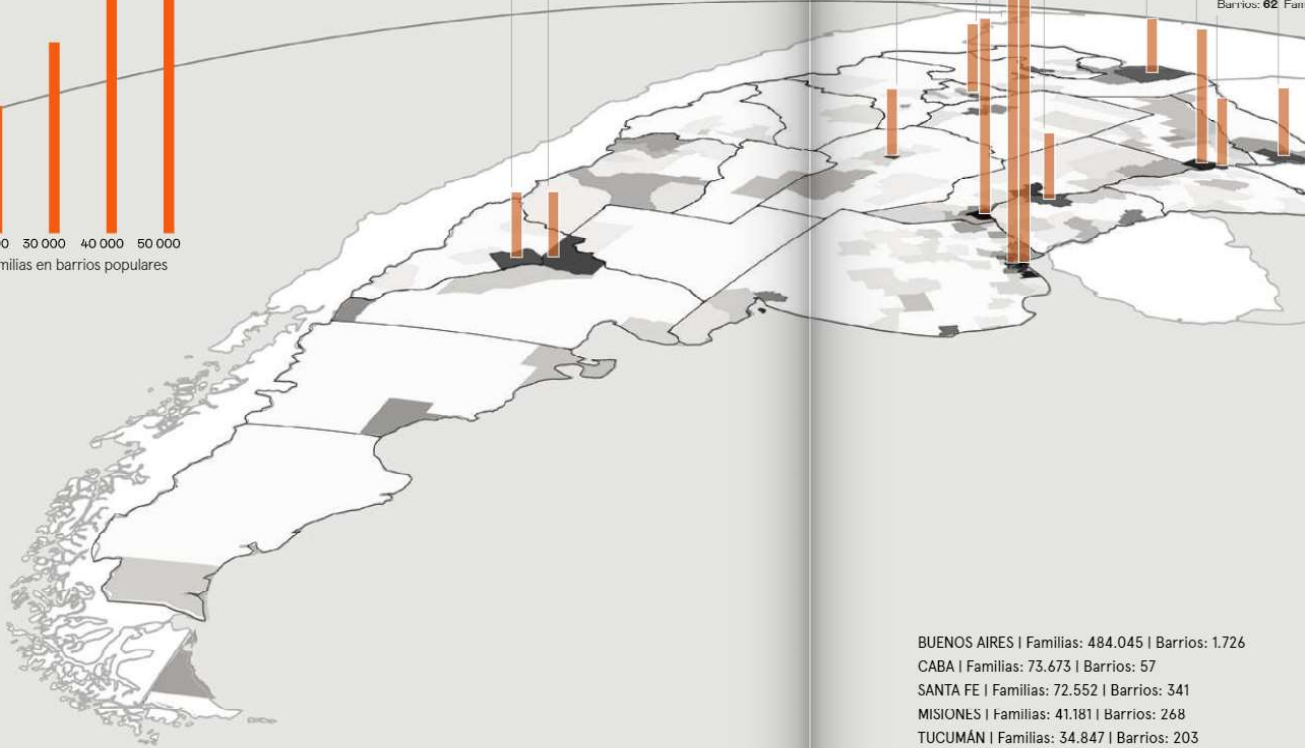 Barrios: 62
30 000 40 000 50 000
en barrios populares
BUENOS AIRES | Familias: 484.045 | Barrios: 1.726
CABA | Familias: 73.673 | Barrios: 57
SANTA FE | Familias: 72.552 | Barrios: 341
MISIONES | Familias: 41.181 | Barrios: 268
TUCUMÁN | Familias: 34.847 | Barrios: 203